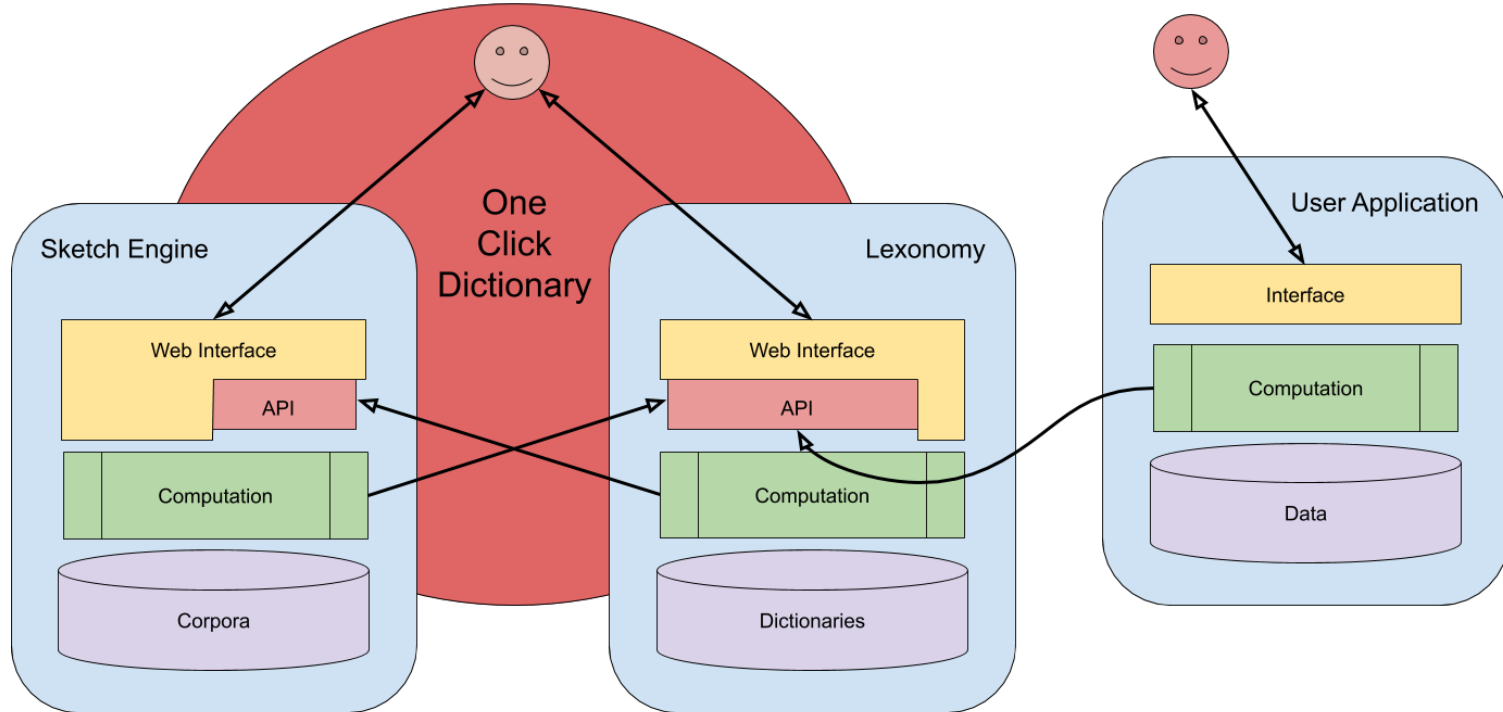 One
Click
Dictionary
Sketch Engine
Web Interface
API
Computation
Corpora
Lexonomy
Web Interface
API
Computation
Dictionaries
User Application
Interface
Computation
Data